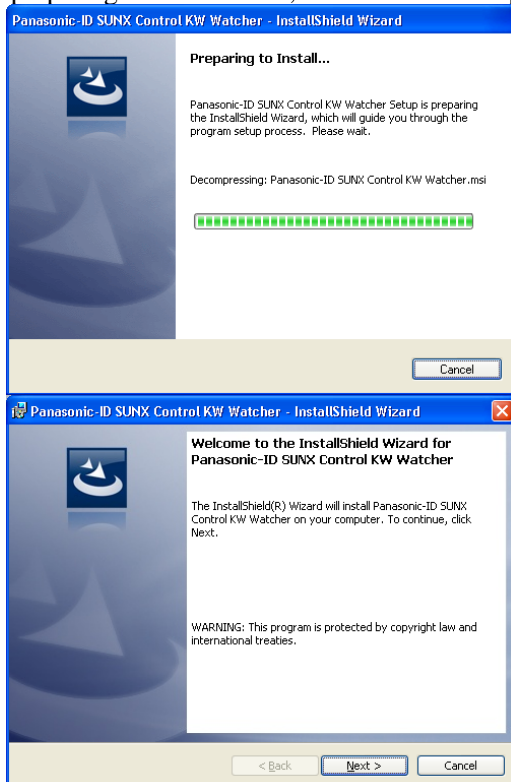 Panasonic-ID SUNX Control KW Watcher - InstallShield Wizard
Preparing to Install...
Panasonic-ID SUNX Control KW Watcher Setup is preparing
the InstallShield Wizard, which will guide you through the
program setup process. Please wait.
Decompressing: Panasonic-ID SUNX Control KW Watcher.msi
Cancel
Panasonic-ID SUNX Control KW Watcher - InstallShield Wizard
Welcome to the InstallShield Wizard for
Panasonic-ID SUNX Control KW Watcher
The InstallShield(R) Wizard will install Panasonic-ID SUNX
Control KW Watcher on your computer. To continue, click
Next.
WARNING: This program is protected by copyright law and
international treaties.
< Back Next > Cancel